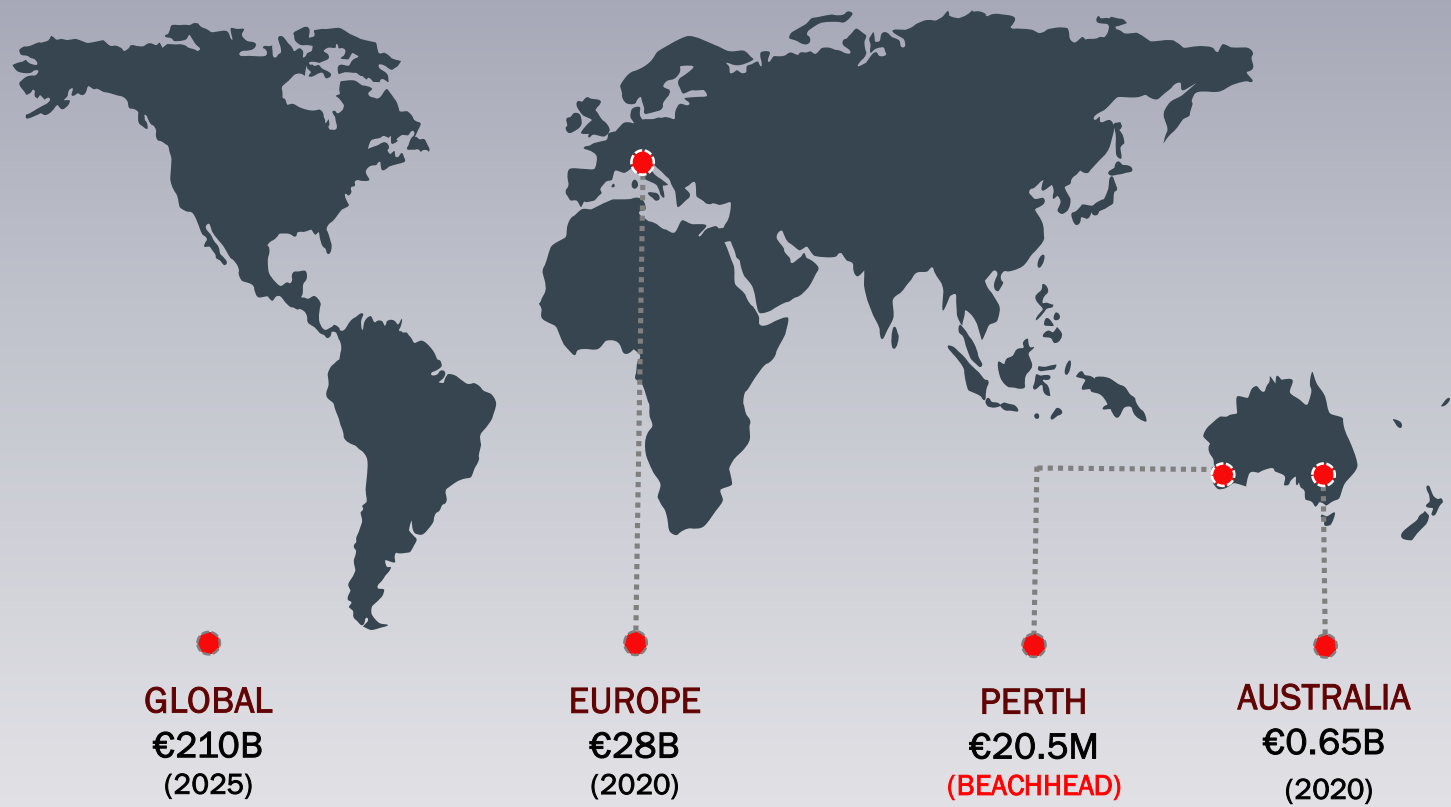 GLOBAL
€210B
(2025)
EUROPE
€28B
(2020)
PERTH
€20.5M
(BEACHHEAD)
AUSTRALIA
€0.65B
(2020)